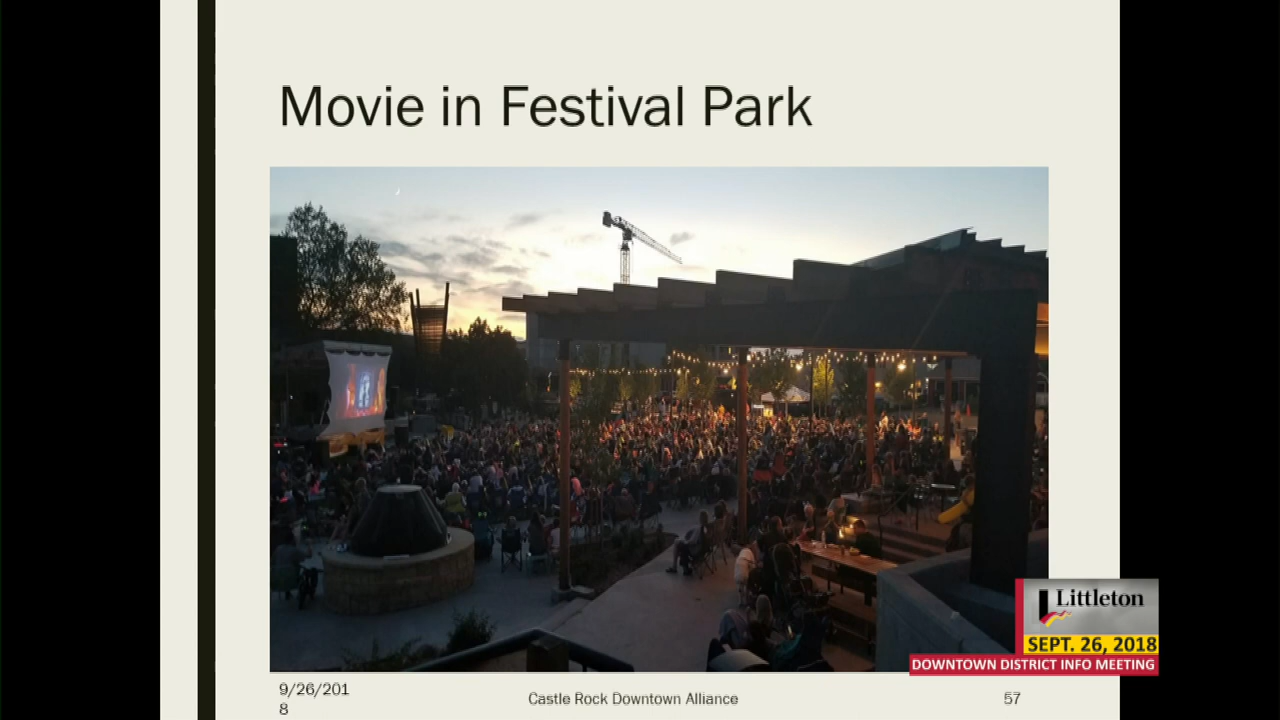 Movie in Festival Park
Littleton
SEPT. 26, 2018
DOWNTOWN DISTRICT INFO MEETING
9/26/201
8
Castle Rock Downtown Alliance
57